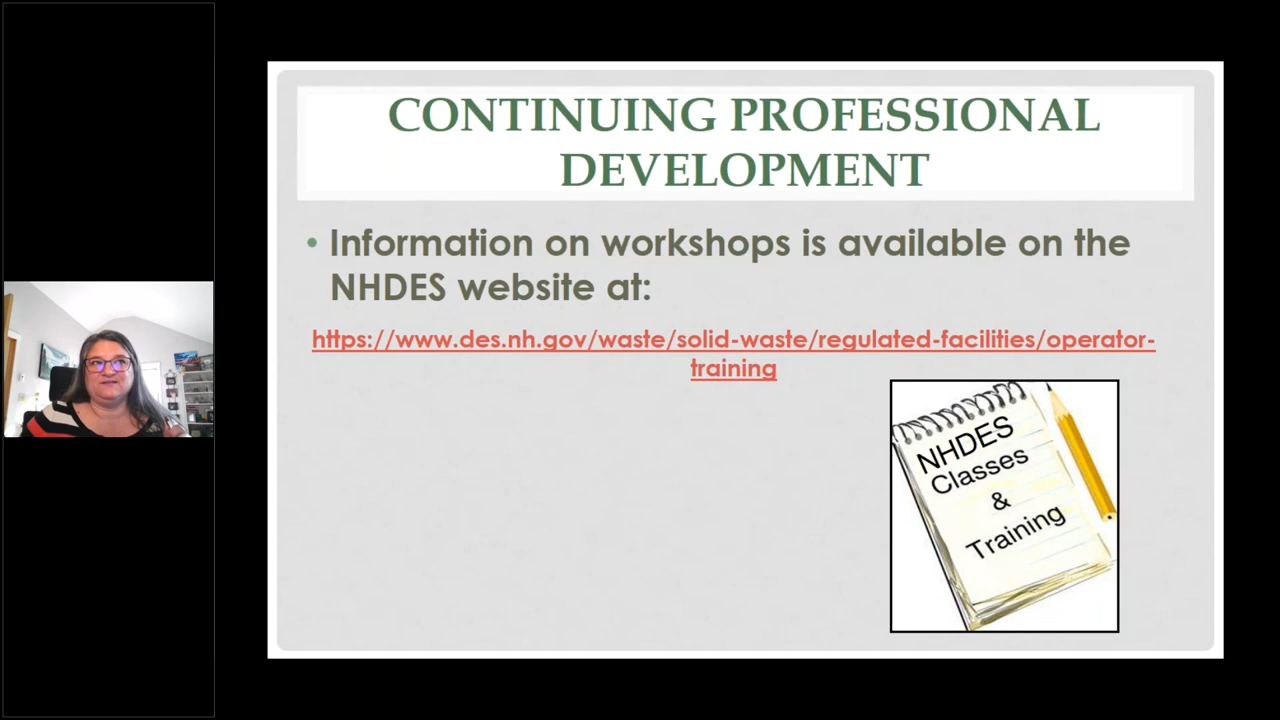 CONTINUING PROFESSIONAL
DEVELOPMENT
• Information on workshops is available on the
NHDES website at:
https://www.des.nh.gov/waste/solid-waste/regulated-facilities/operator-
training
NHDES
Classes
&
Training